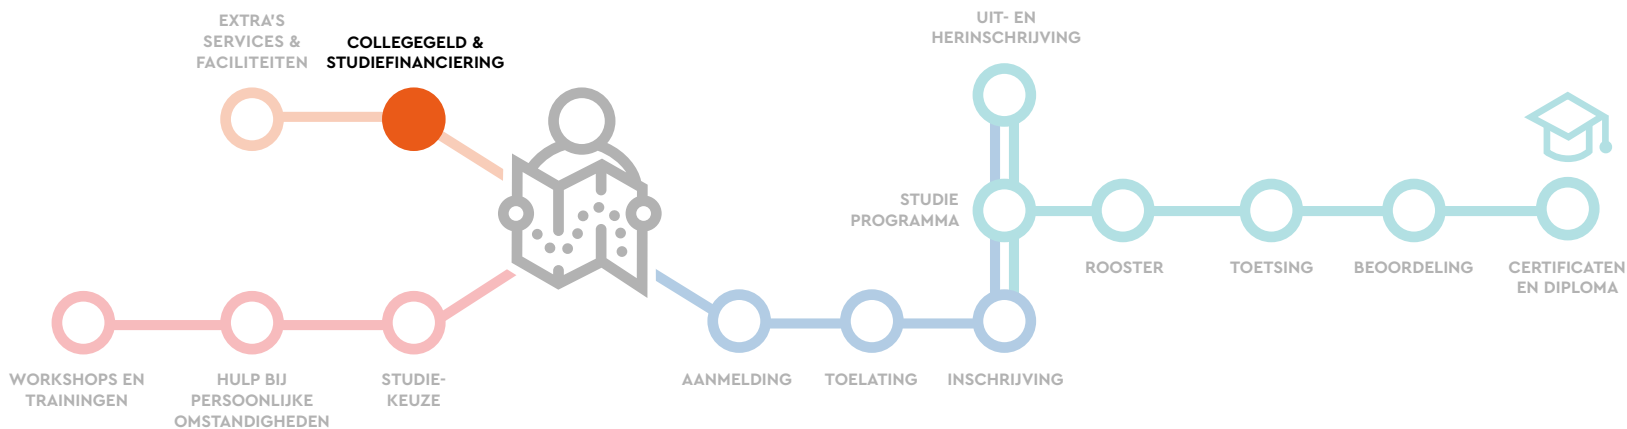 EXTRA'S
SERVICES &
FACILITEITEN
COLLEGEGELD &
STUDIEFINANCIERING
UIT- EN
HERINSCHRIJVING
STUDIE
PROGRAMMA
ROOSTER
TOETSING
BEOORDELING
CERTIFICATEN
EN DIPLOMA
WORKSHOPS EN
TRAININGEN
HULP BIJ
PERSOONLIJKE
OMSTANDIGHEDEN
STUDIE-
KEUZE
AANMELDING
TOELATING
INSCHRIJVING